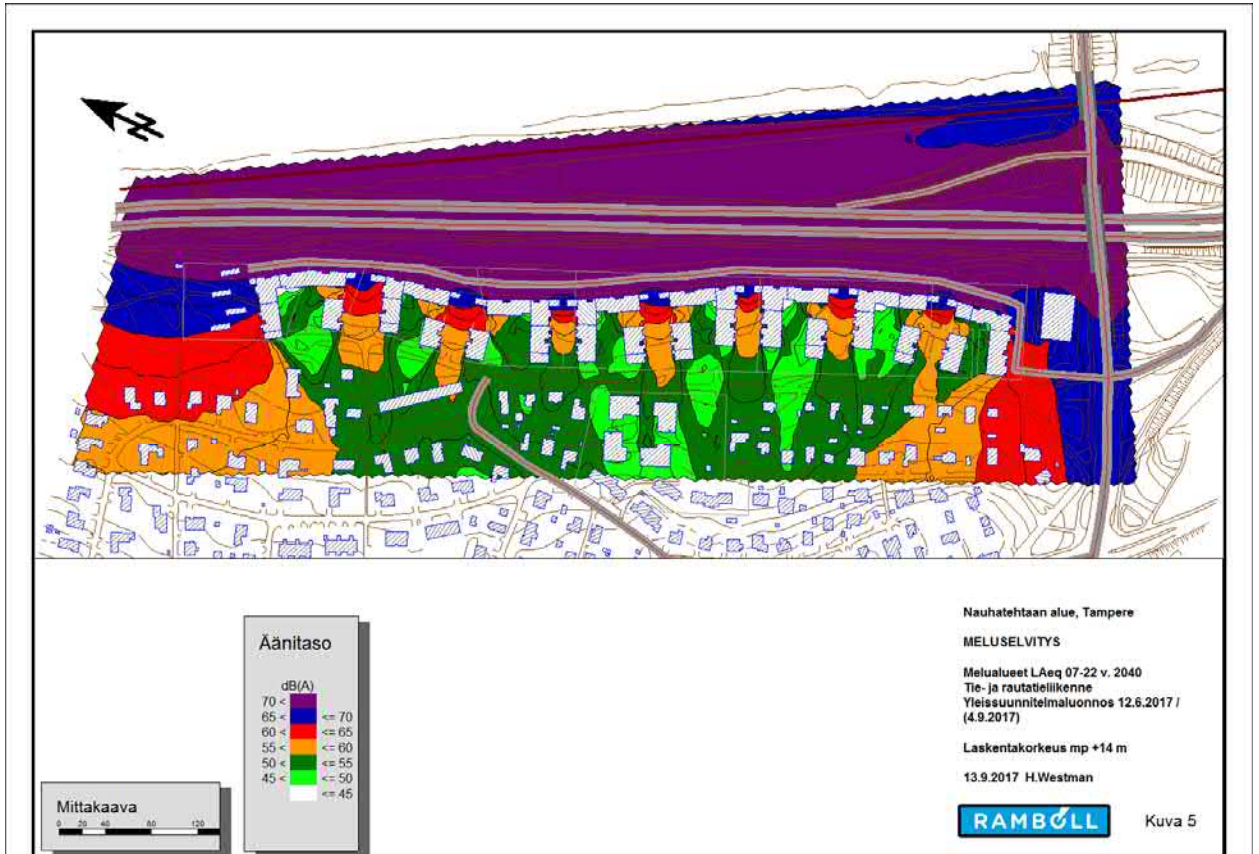 N
Nauhatehtaan alue, Tampere
MELUSELVITYS
Melualueet LAeq 07-22 v. 2040
Tie- ja rautatieliikenne
Yleissuunnitelmaluonnos 12.6.2017 /
(4.9.2017)
Laskentakorkeus mp +14 m
13.9.2017 H.Westman
RAMBOLL
Kuva 5
Äänitaso
dB(A)
70 <
65 < <= 70
60 < <= 65
55 < <= 60
50 < <= 55
45 < <= 50
<= 45
Mittakaava
0 20 40 80 120